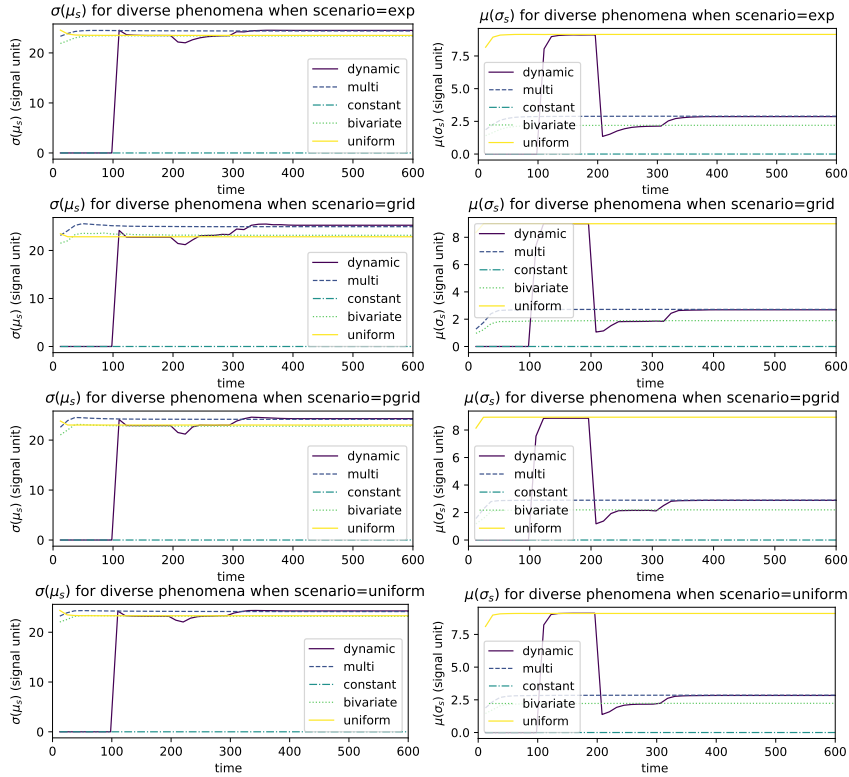 σ(μₛ) for diverse phenomena when scenario=exp
σ(μₛ) (signal unit)
20
10
0
dynamic
multi
constant
bivariate
uniform
0 100 200 300 400 500 600
time
μ(σₛ) for diverse phenomena when scenario=exp
μ(σₛ) (signal unit)
7.5
5.0
2.5
0.0
dynamic
multi
constant
bivariate
uniform
0 100 200 300 400 500 600
time
σ(μₛ) for diverse phenomena when scenario=grid
σ(μₛ) (signal unit)
20
10
0
dynamic
multi
constant
bivariate
uniform
0 100 200 300 400 500 600
time
μ(σₛ) for diverse phenomena when scenario=grid
μ(σₛ) (signal unit)
8
6
4
2
0
dynamic
multi
constant
bivariate
uniform
0 100 200 300 400 500 600
time
σ(μₛ) for diverse phenomena when scenario=pgrid
σ(μₛ) (signal unit)
20
10
0
dynamic
multi
constant
bivariate
uniform
0 100 200 300 400 500 600
time
μ(σₛ) for diverse phenomena when scenario=pgrid
μ(σₛ) (signal unit)
8
6
4
2
0
dynamic
multi
constant
bivariate
uniform
0 100 200 300 400 500 600
time
σ(μₛ) for diverse phenomena when scenario=uniform
σ(μₛ) (signal unit)
20
10
0
dynamic
multi
constant
bivariate
uniform
0 100 200 300 400 500 600
time
μ(σₛ) for diverse phenomena when scenario=uniform
μ(σₛ) (signal unit)
7.5
5.0
2.5
0.0
dynamic
multi
constant
bivariate
uniform
0 100 200 300 400 500 600
time